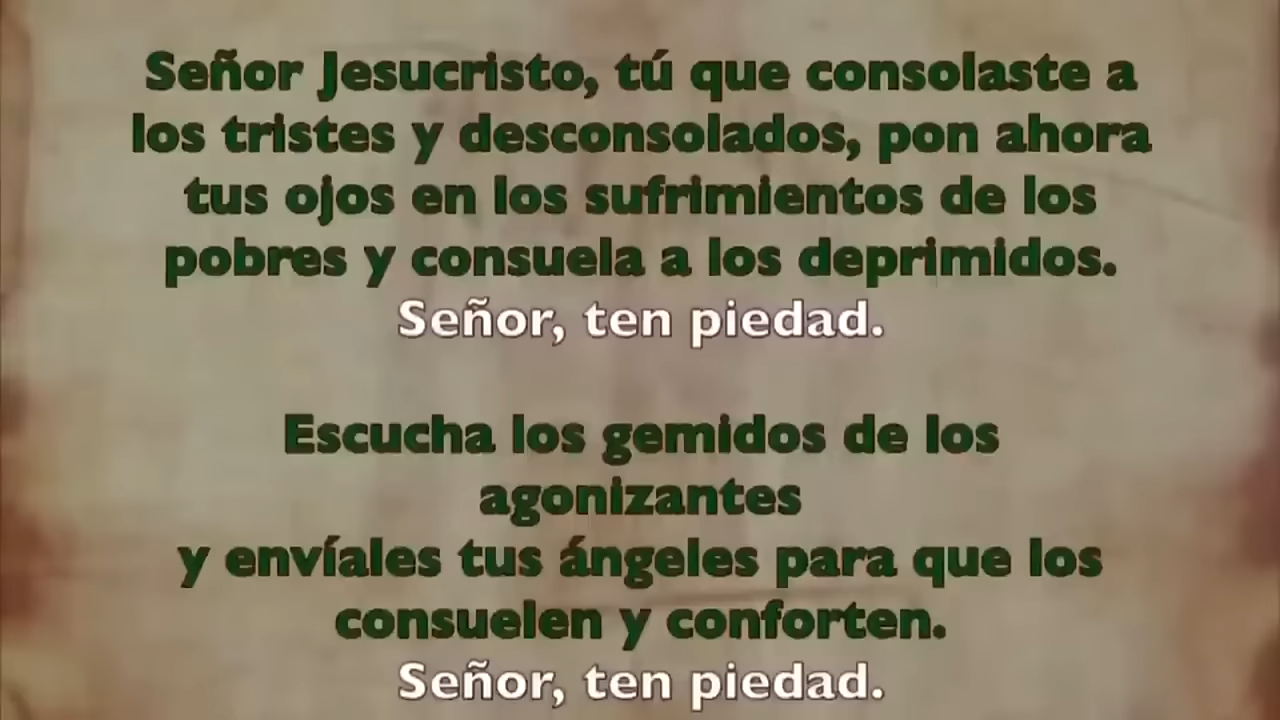 Señor Jesucristo, tú que consolaste a
los tristes y desconsolados, pon ahora
tus ojos en los sufrimientos de los
pobres y consuela a los deprimidos.
Señor, ten piedad.
Escucha los gemidos de los
agonizantes
y envíales tus ángeles para que los
consuelen y conforten.
Señor, ten piedad.